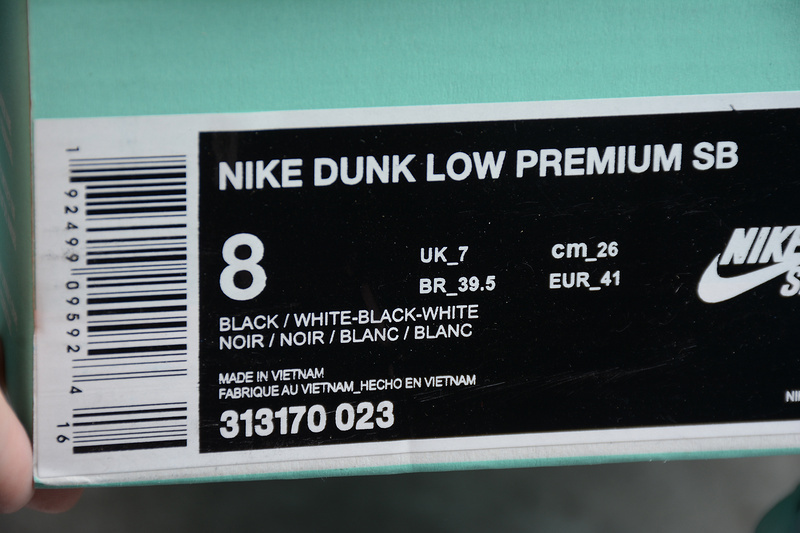 NIKE DUNK LOW PREMIUM SB
8
UK_7
cm_26
BR_39.5
EUR_41
NIKE
BLACK / WHITE-BLACK-WHITE
NOIR / NOIR / BLANC / BLANC
MADE IN VIETNAM
FABRIQUE AU VIETNAM_HECHO EN VIETNAM
313170 023
1 92499 09592 4 16